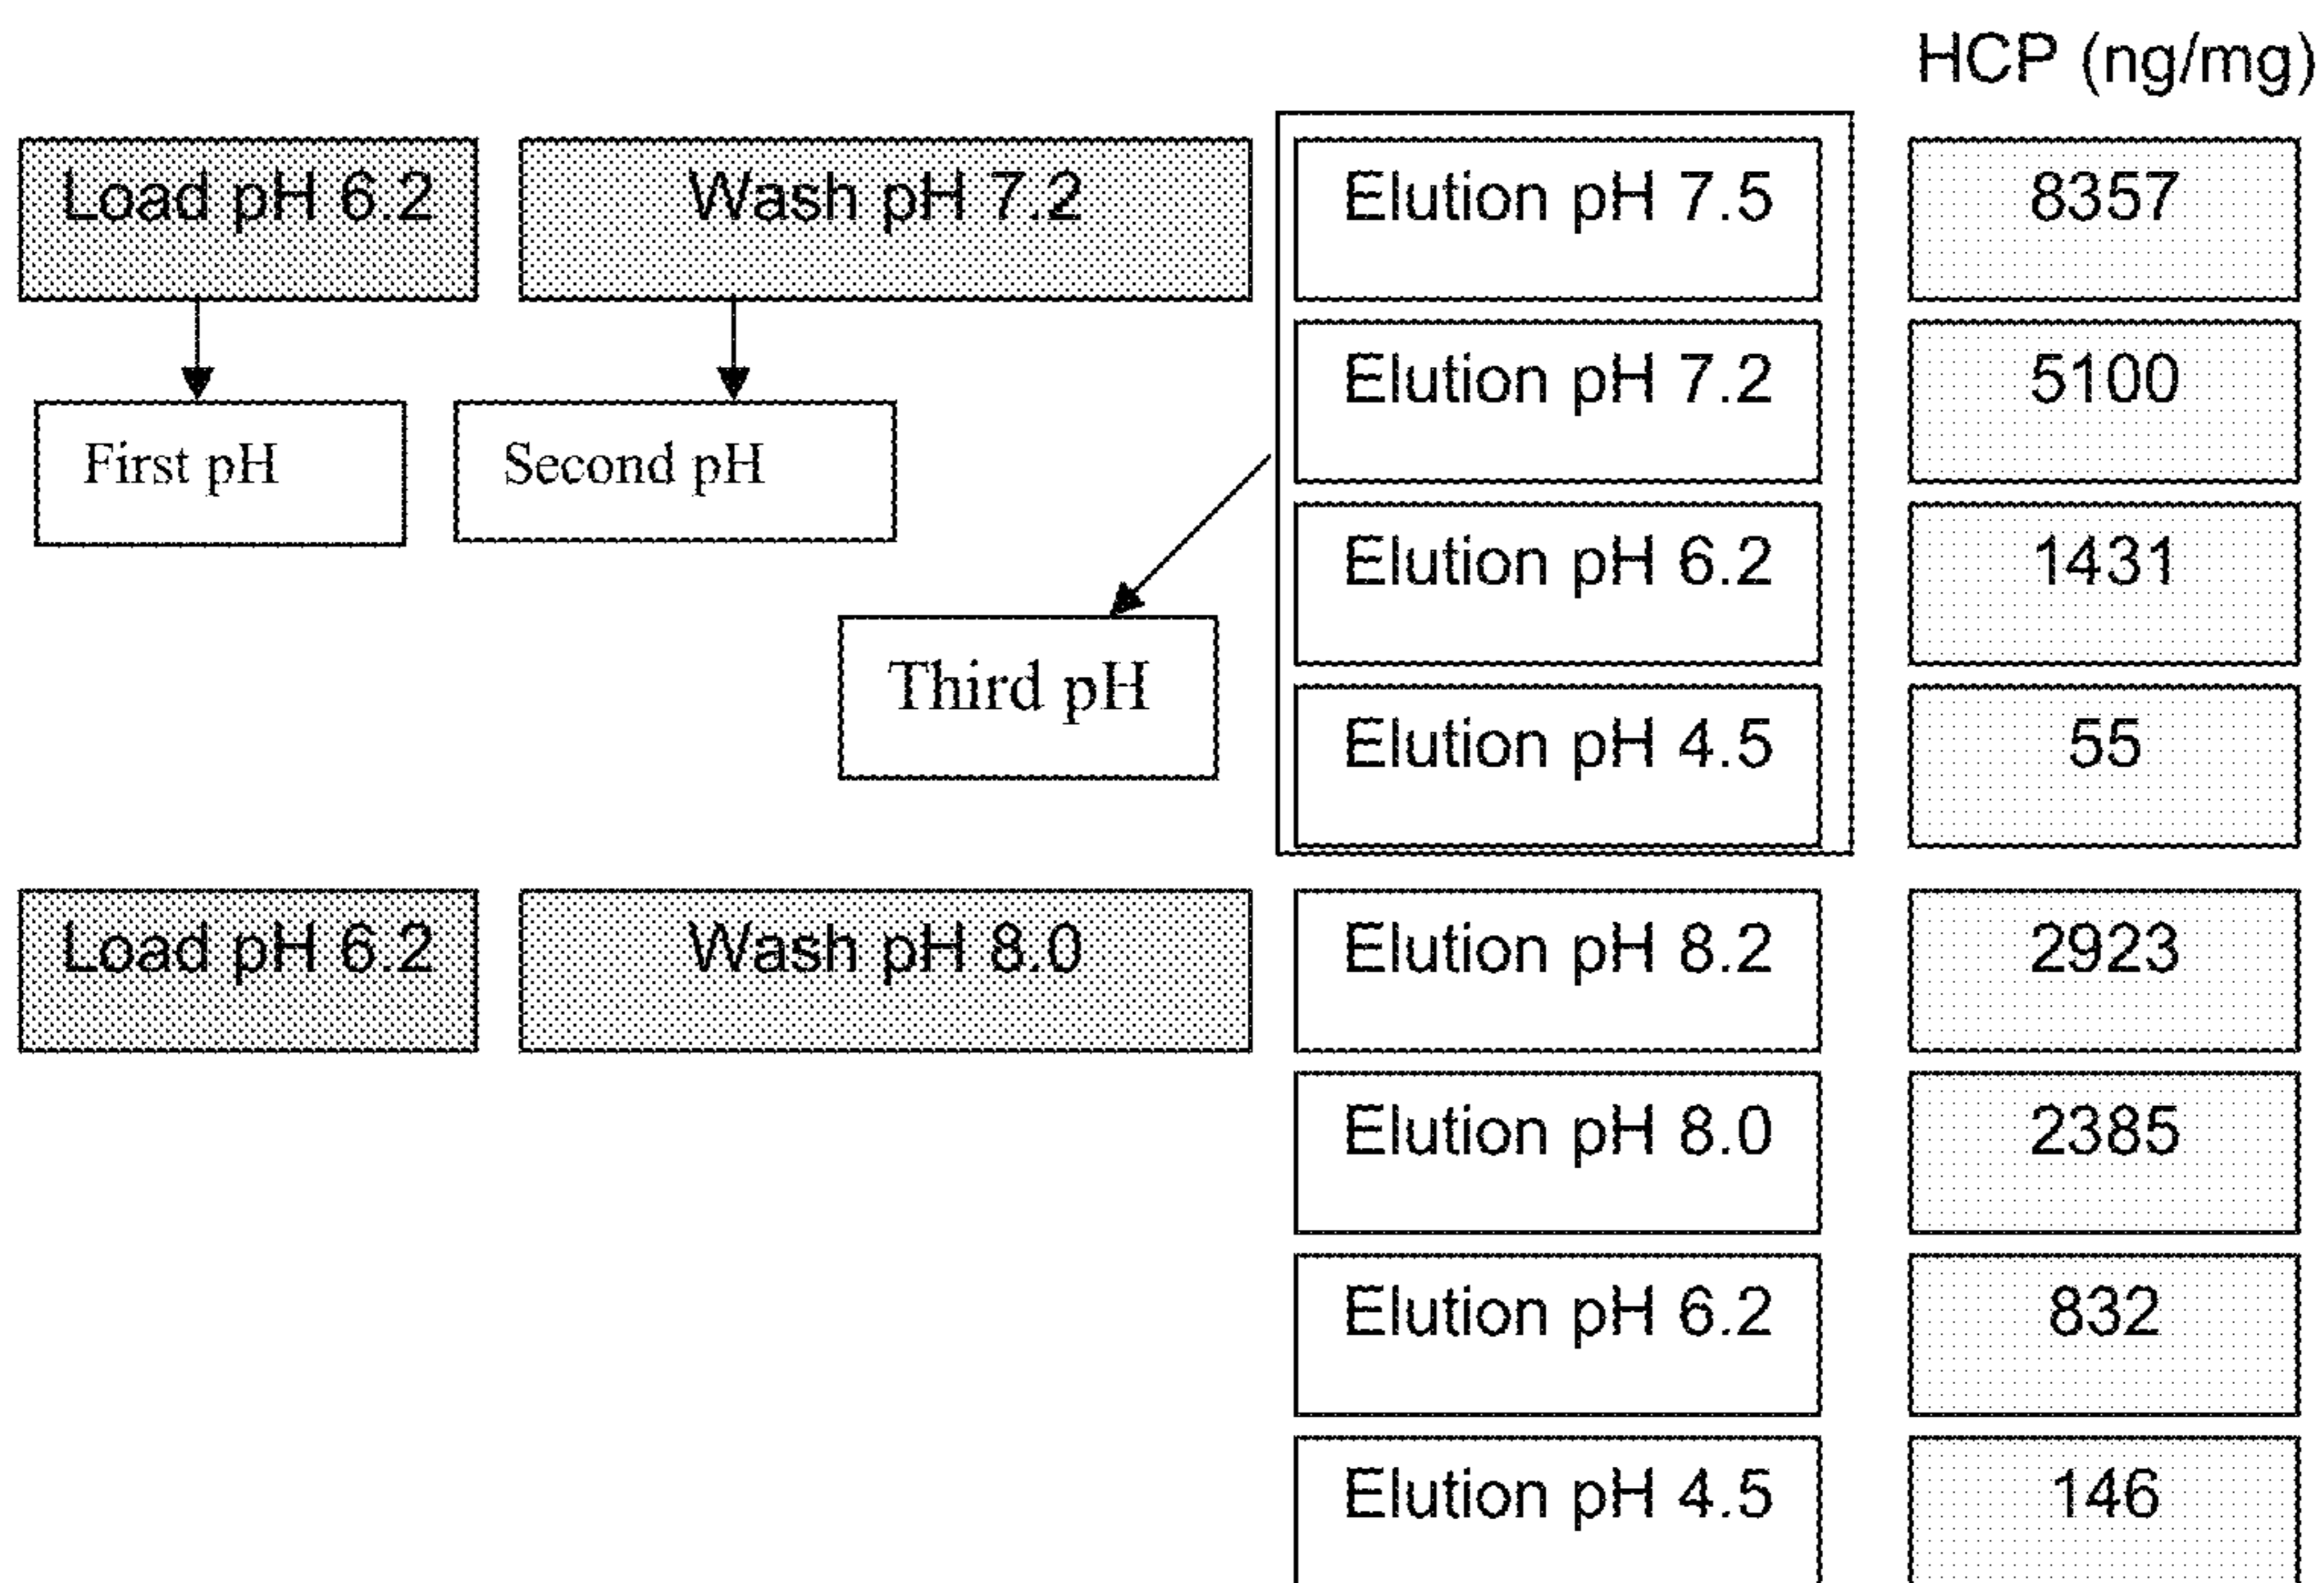 HCP (ng/mg)
Load pH 6.2 Wash pH 7.2 Elution pH 7.5 8357
Elution pH 7.2 5100
First pH Second pH
Elution pH 6.2 1431
Third pH
Elution pH 4.5 55
Load pH 6.2 Wash pH 8.0 Elution pH 8.2 2923
Elution pH 8.0 2385
Elution pH 6.2 832
Elution pH 4.5 146